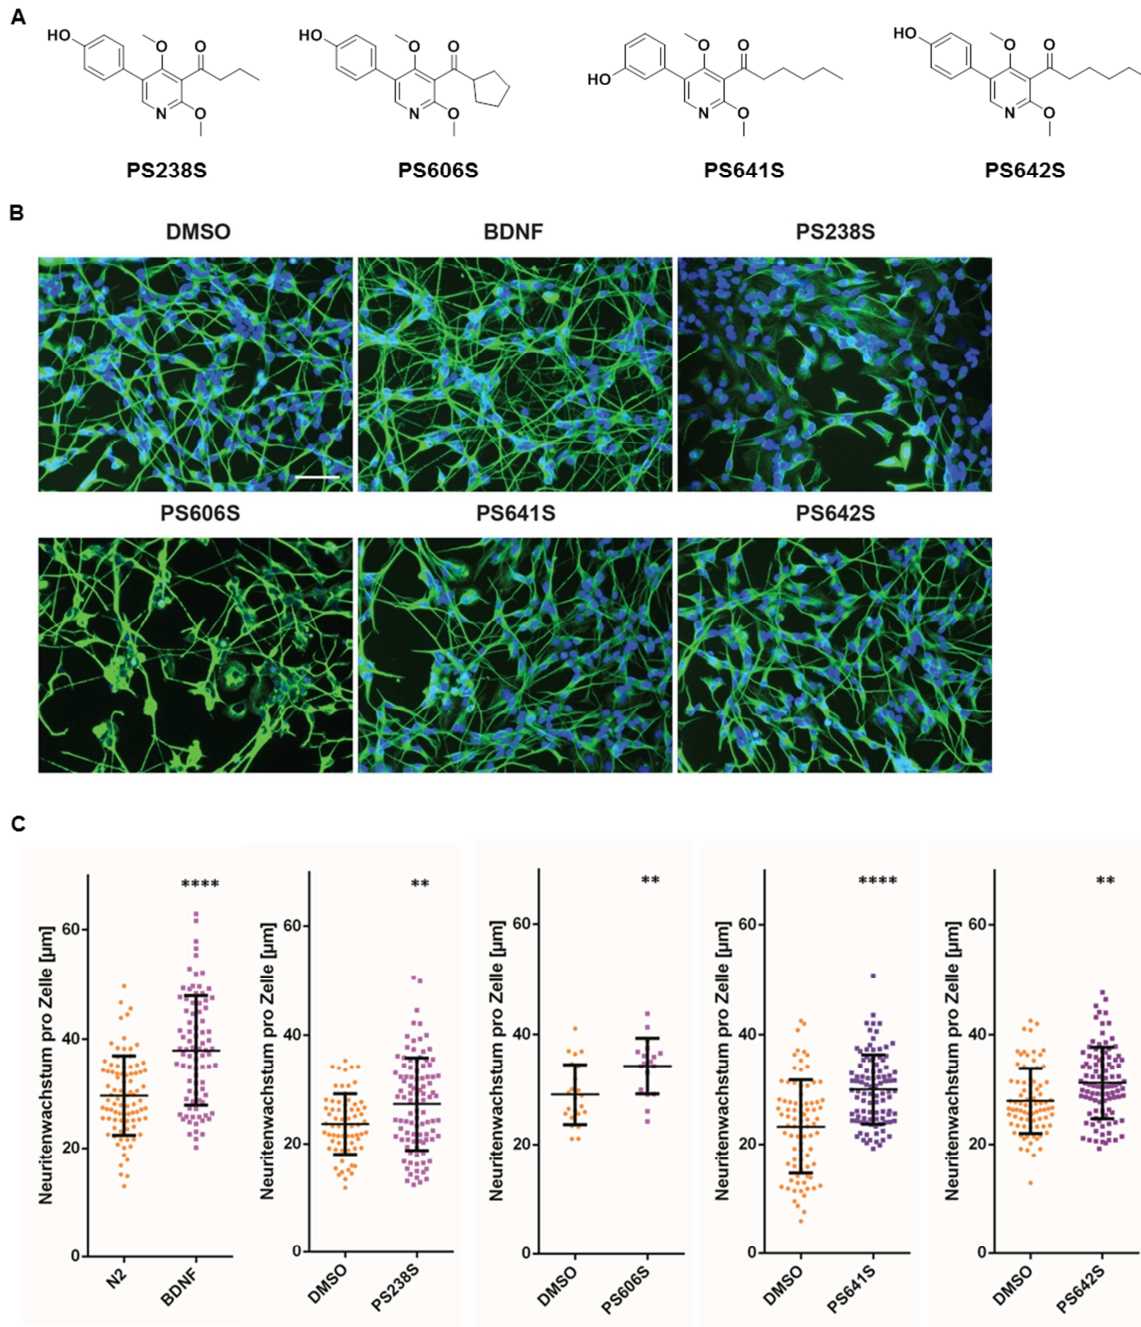 A
HO
O
O
N
O
PS238S
HO
O
O
N
O
PS606S
HO
O
O
N
O
PS641S
HO
O
O
N
O
PS642S
B
DMSO
BDNF
PS238S
PS606S
PS641S
PS642S
C
Neuritenwachstum pro Zelle [µm]
60
40
20
0
****
N2
BDNF
Neuritenwachstum pro Zelle [µm]
60
40
20
0
**
DMSO
PS238S
Neuritenwachstum pro Zelle [µm]
60
40
20
0
**
DMSO
PS606S
Neuritenwachstum pro Zelle [µm]
60
40
20
0
****
DMSO
PS641S
Neuritenwachstum pro Zelle [µm]
60
40
20
0
**
DMSO
PS642S